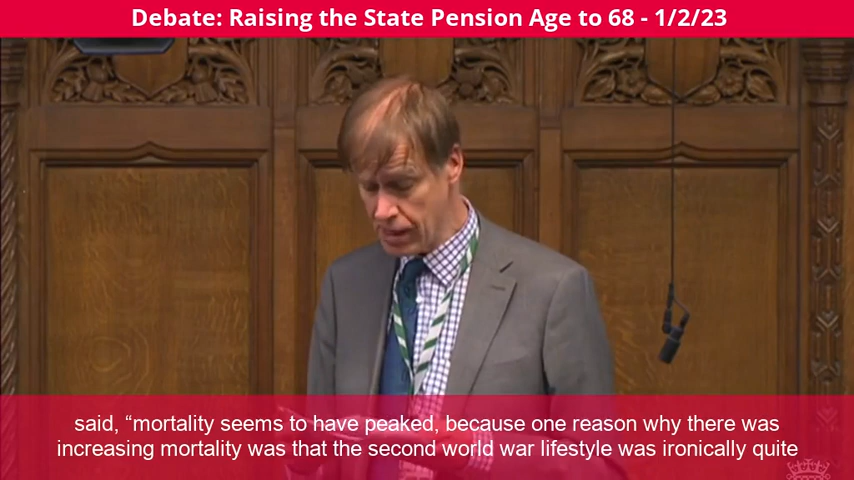 Debate: Raising the State Pension Age to 68 - 1/2/23
said, “mortality seems to have peaked, because one reason why there was
increasing mortality was that the second world war lifestyle was ironically quite